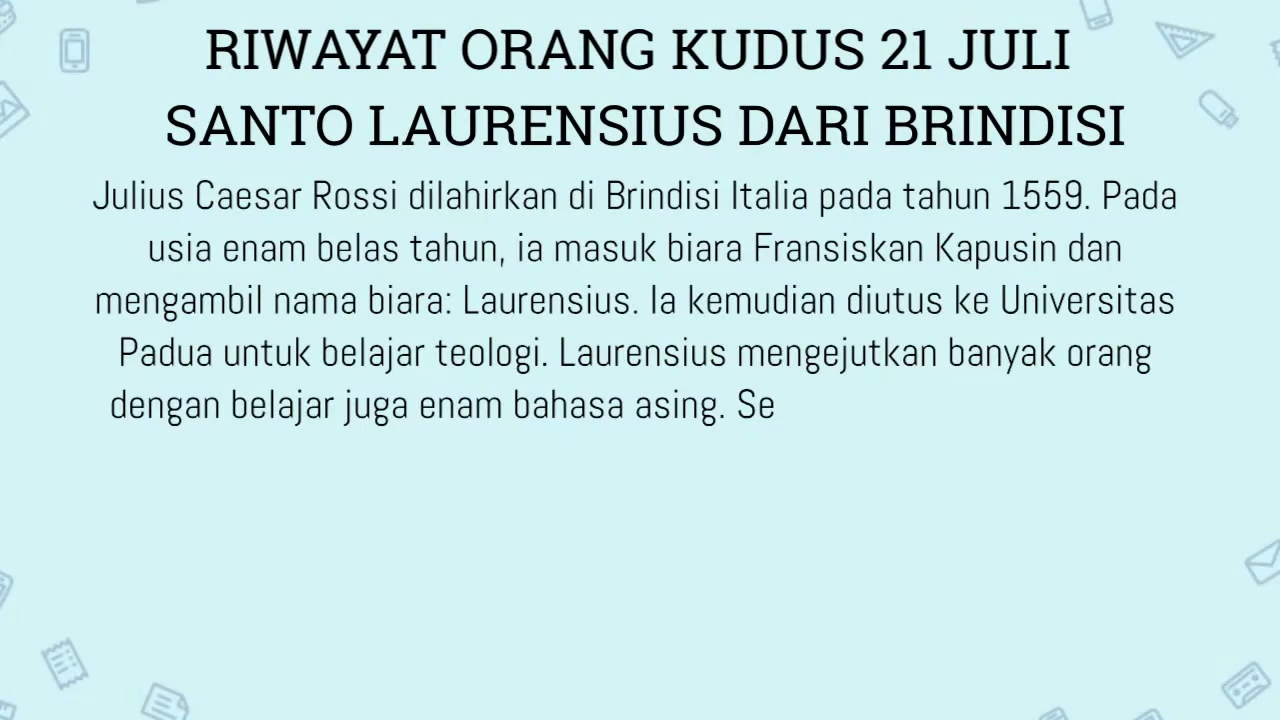 RIWAYAT ORANG KUDUS 21 JULI
SANTO LAURENSIUS DARI BRINDISI
Julius Caesar Rossi dilahirkan di Brindisi Italia pada tahun 1559. Pada
usia enam belas tahun, ia masuk biara Fransiskan Kapusin dan
mengambil nama biara: Laurensius. Ia kemudian diutus ke Universitas
Padua untuk belajar teologi. Laurensius mengejutkan banyak orang
dengan belajar juga enam bahasa asing. Se